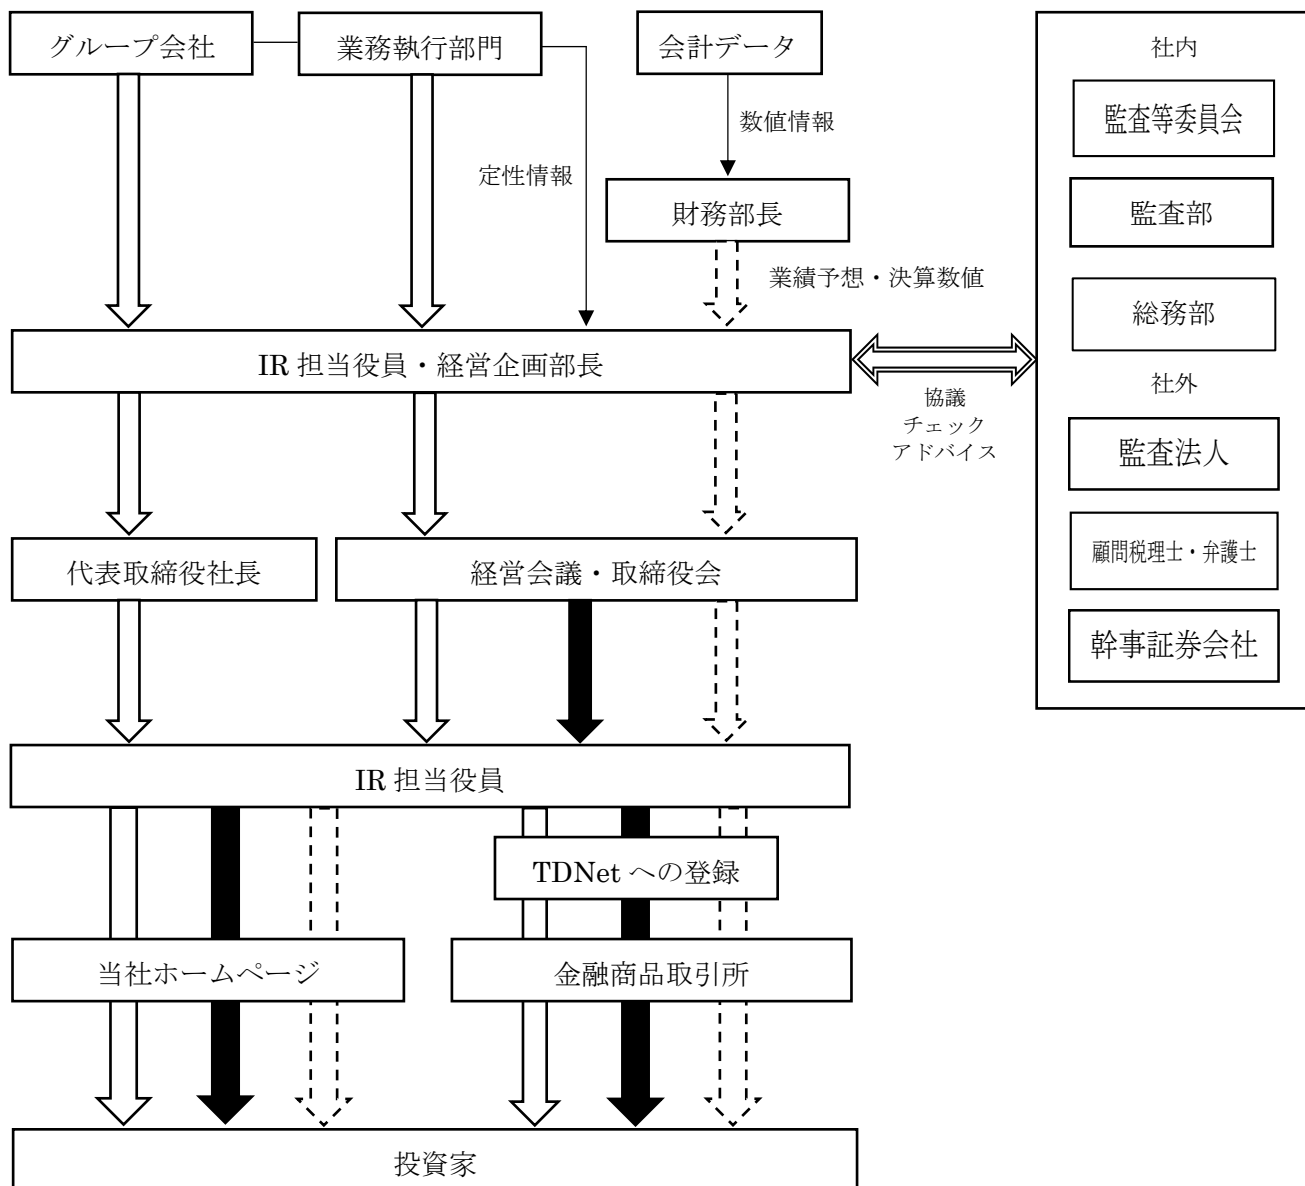 グループ会社
業務執行部門
会計データ
数値情報
定性情報
財務部長
業績予想・決算数値
IR 担当役員・経営企画部長
協議
チェック
アドバイス
代表取締役社長
経営会議・取締役会
IR 担当役員
TDNet への登録
当社ホームページ
金融商品取引所
投資家
社内
監査等委員会
監査部
総務部
社外
監査法人
顧問税理士・弁護士
幹事証券会社